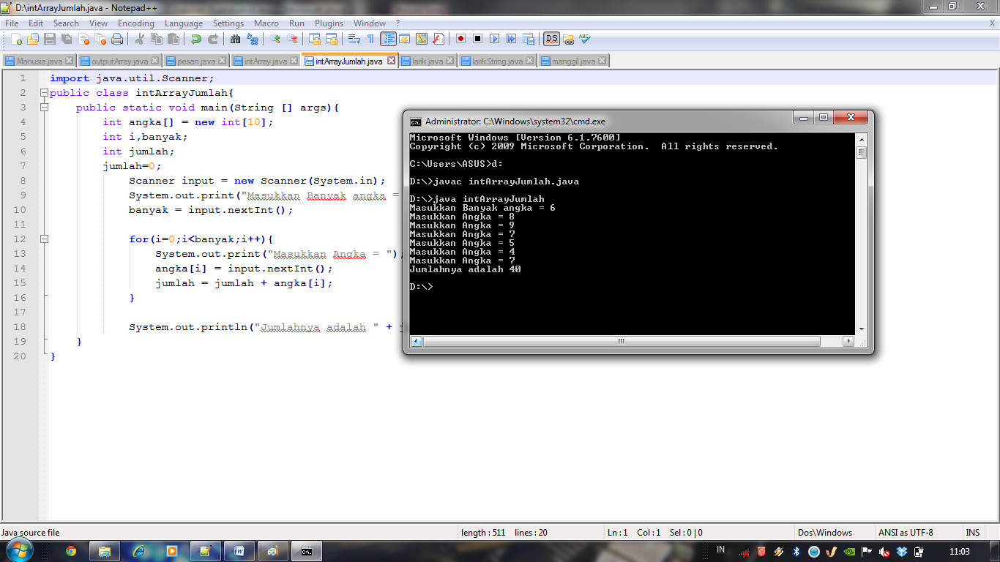 D:\intArrayJumlah.java - Notepad++
File Edit Search View Encoding Language Settings Macro Run Plugins Window ? X
Manusia.java outputArray.java pesan.java intArray.java intArrayJumlah.java larik.java larikString.java manggil.java
1 import java.util.Scanner;
2 public class intArrayJumlah{
3 public static void main(String [] args){
4 int angka[] = new int[10];
5 int i,banyak;
6 int jumlah;
7 jumlah=0;
8 Scanner input = new Scanner(System.in);
9 System.out.print("Masukkan Banyak angka =
10 banyak = input.nextInt();
11
12 for(i=0;i<banyak;i++){
13 System.out.print("Masukkan Angka = ");
14 angka[i] = input.nextInt();
15 jumlah = jumlah + angka[i];
16 }
17
18 System.out.println("Jumlahnya adalah " + j
19 }
20 }
Administrator: C:\Windows\system32\cmd.exe
Microsoft Windows [Version 6.1.7600]
Copyright (c) 2009 Microsoft Corporation.  All rights reserved.
C:\Users\ASUS>d:
D:\>javac intArrayJumlah.java
D:\>java intArrayJumlah
Masukkan Banyak angka = 6
Masukkan Angka = 8
Masukkan Angka = 9
Masukkan Angka = 7
Masukkan Angka = 5
Masukkan Angka = 4
Masukkan Angka = 7
Jumlahnya adalah 40
D:\>
Java source file length : 511 lines : 20 Ln : 1 Col : 1 Sel : 0 | 0 Dos\Windows ANSI as UTF-8 INS
IN 11:03